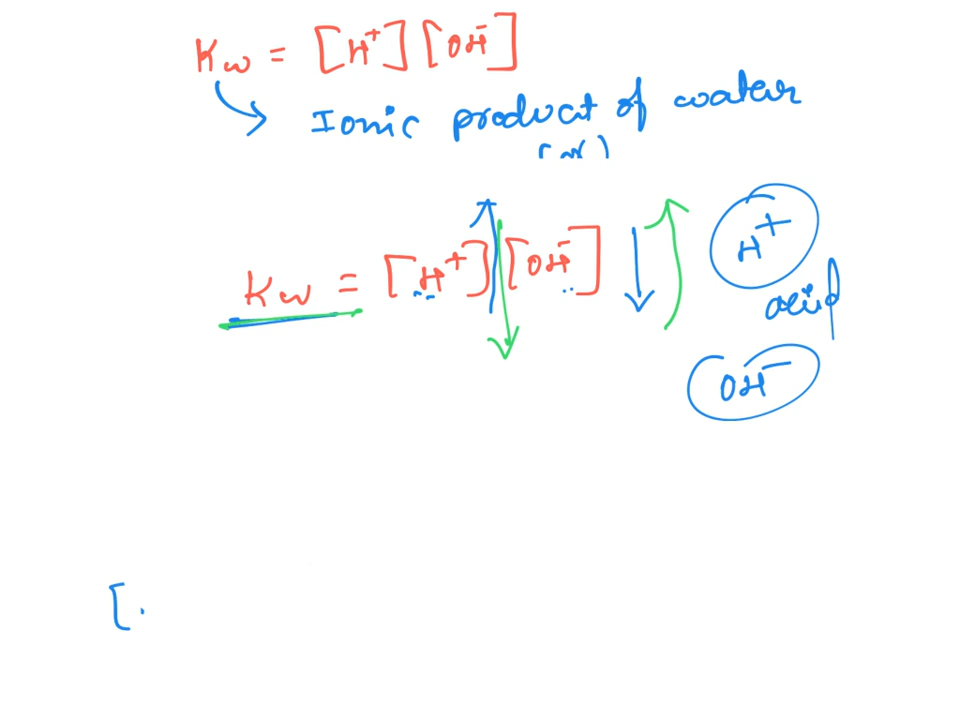 Kw = [H⁺][OH⁻]
Ionic product of water
Kw = [H⁺][OH⁻]
H⁺
acid
OH⁻
[.